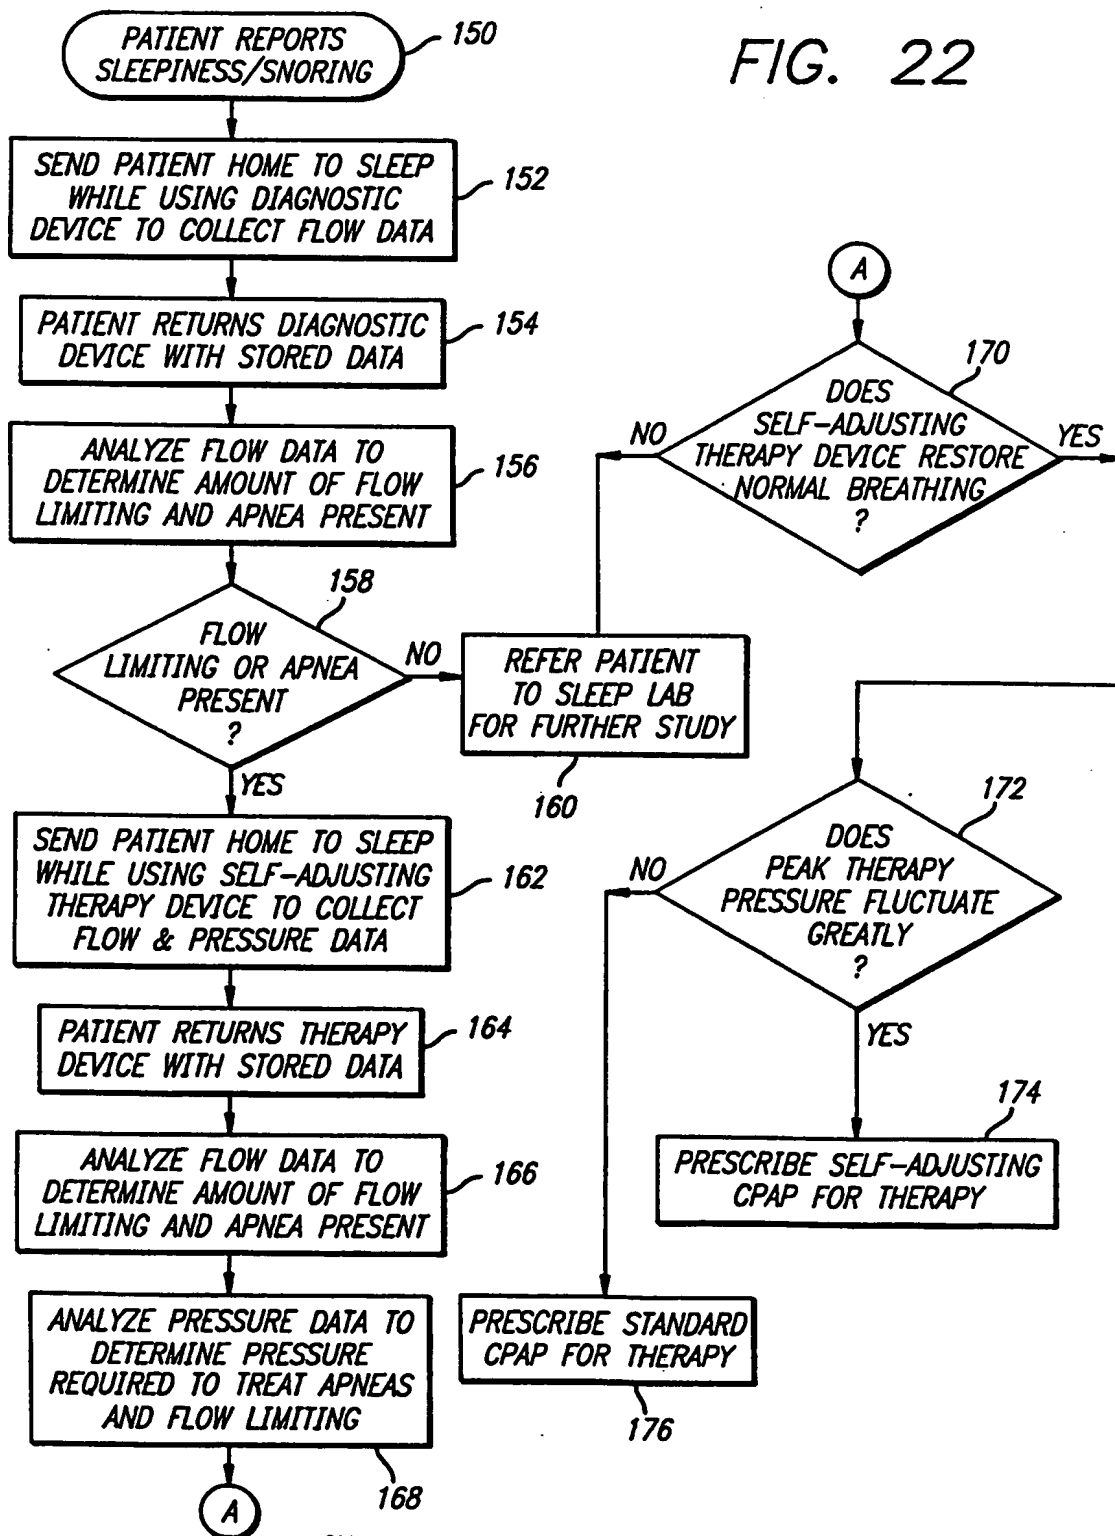 FIG. 22
PATIENT REPORTS
SLEEPINESS/SNORING
150
SEND PATIENT HOME TO SLEEP
WHILE USING DIAGNOSTIC
DEVICE TO COLLECT FLOW DATA
152
PATIENT RETURNS DIAGNOSTIC
DEVICE WITH STORED DATA
154
ANALYZE FLOW DATA TO
DETERMINE AMOUNT OF FLOW
LIMITING AND APNEA PRESENT
156
FLOW
LIMITING OR APNEA
PRESENT
?
158
NO
YES
REFER PATIENT
TO SLEEP LAB
FOR FURTHER STUDY
160
SEND PATIENT HOME TO SLEEP
WHILE USING SELF-ADJUSTING
THERAPY DEVICE TO COLLECT
FLOW & PRESSURE DATA
162
PATIENT RETURNS THERAPY
DEVICE WITH STORED DATA
164
ANALYZE FLOW DATA TO
DETERMINE AMOUNT OF FLOW
LIMITING AND APNEA PRESENT
166
ANALYZE PRESSURE DATA TO
DETERMINE PRESSURE
REQUIRED TO TREAT APNEAS
AND FLOW LIMITING
168
A
A
DOES
SELF-ADJUSTING
THERAPY DEVICE RESTORE
NORMAL BREATHING
?
170
NO
YES
DOES
PEAK THERAPY
PRESSURE FLUCTUATE
GREATLY
?
172
NO
YES
PRESCRIBE SELF-ADJUSTING
CPAP FOR THERAPY
174
PRESCRIBE STANDARD
CPAP FOR THERAPY
176